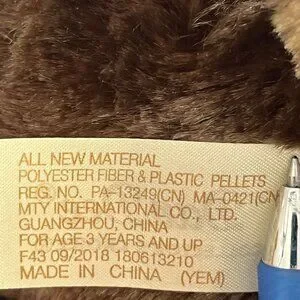 ALL NEW MATERIAL
POLYESTER FIBER & PLASTIC PELLETS
REG. NO. PA-13249(CN) MA-0421(CN
MTY INTERNATIONAL CO., LTD.
GUANGZHOU, CHINA
FOR AGE 3 YEARS AND UP
F43 09/2018 180613210
MADE IN CHINA (YEM)